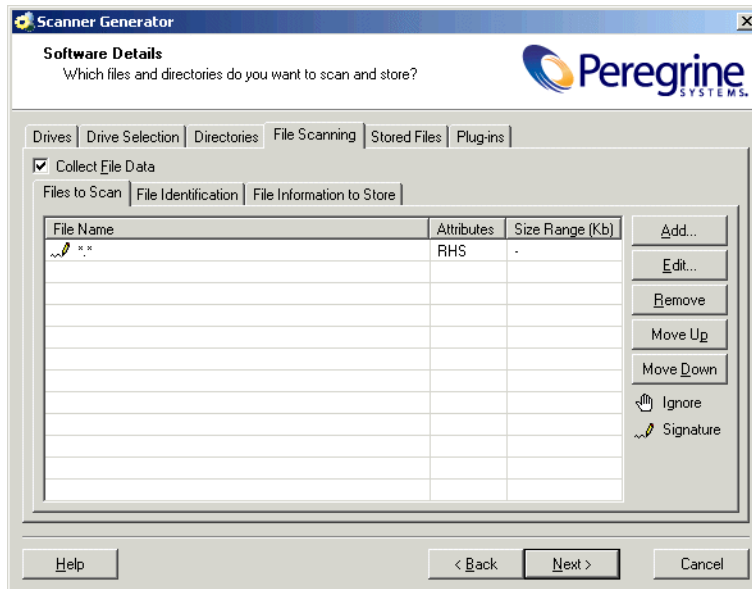 Scanner Generator
Software Details
Which files and directories do you want to scan and store?
Peregrine
SYSTEMS.
Drives Drive Selection Directories File Scanning Stored Files Plug-ins
Collect File Data
Files to Scan File Identification File Information to Store
File Name Attributes Size Range (Kb)
*.* RHS -
Add...
Edit...
Remove
Move Up
Move Down
Ignore
Signature
Help < Back Next > Cancel